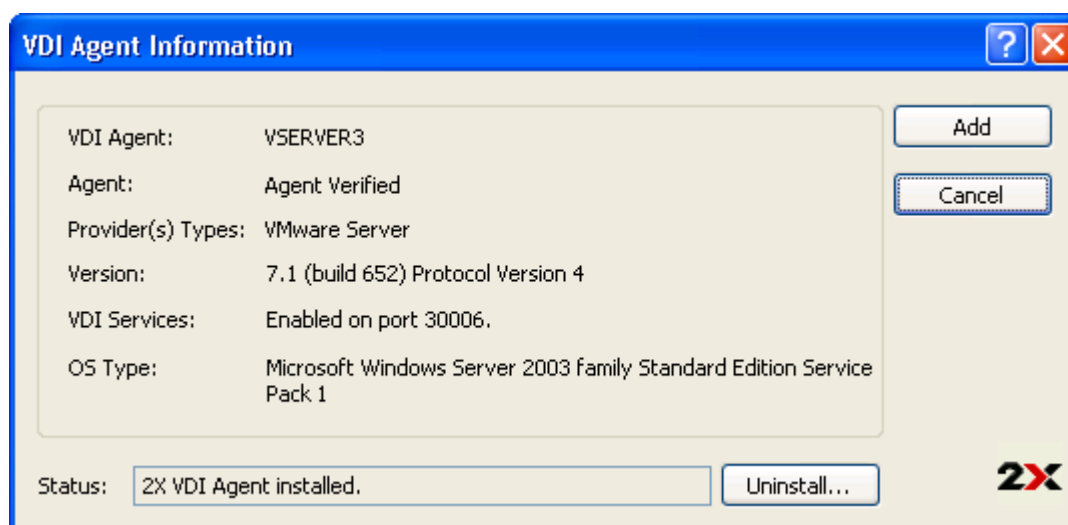 VDI Agent Information
?
Add
Cancel
VDI Agent: VSERVER3
Agent: Agent Verified
Provider(s) Types: VMware Server
Version: 7.1 (build 652) Protocol Version 4
VDI Services: Enabled on port 30006.
OS Type: Microsoft Windows Server 2003 family Standard Edition Service
Pack 1
Status: 2X VDI Agent installed. Uninstall...
2X